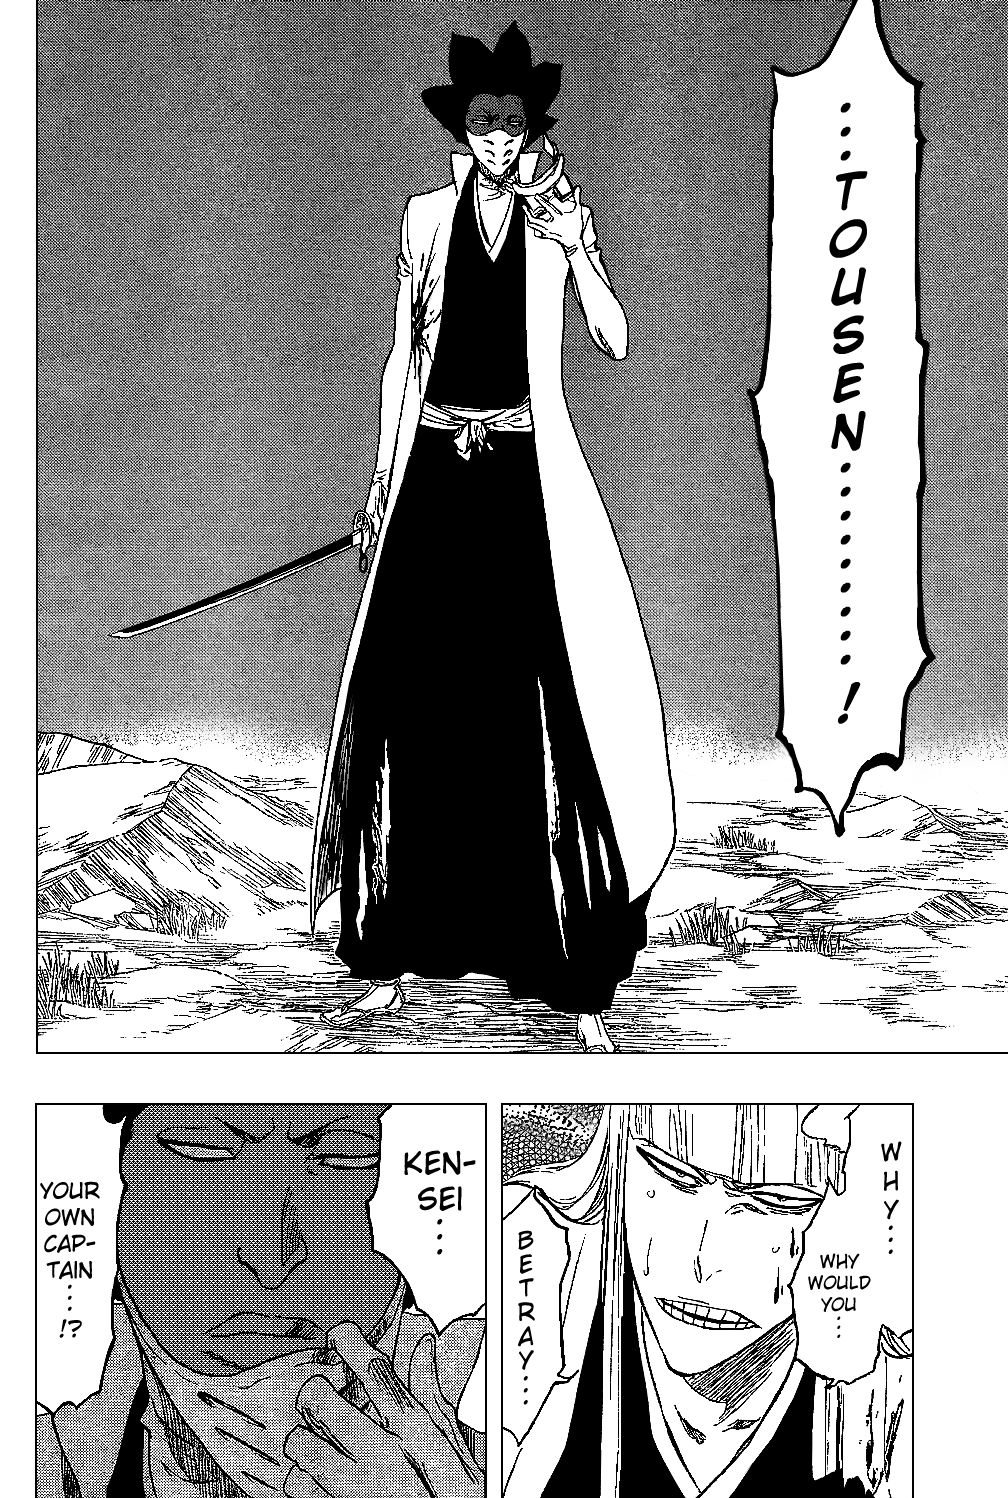 ...TOUSEN..........!
WHY...
WHY
WOULD
YOU
...
BETRAY....
KEN-
SEI
...
YOUR
OWN
CAP-
TAIN
...
!?